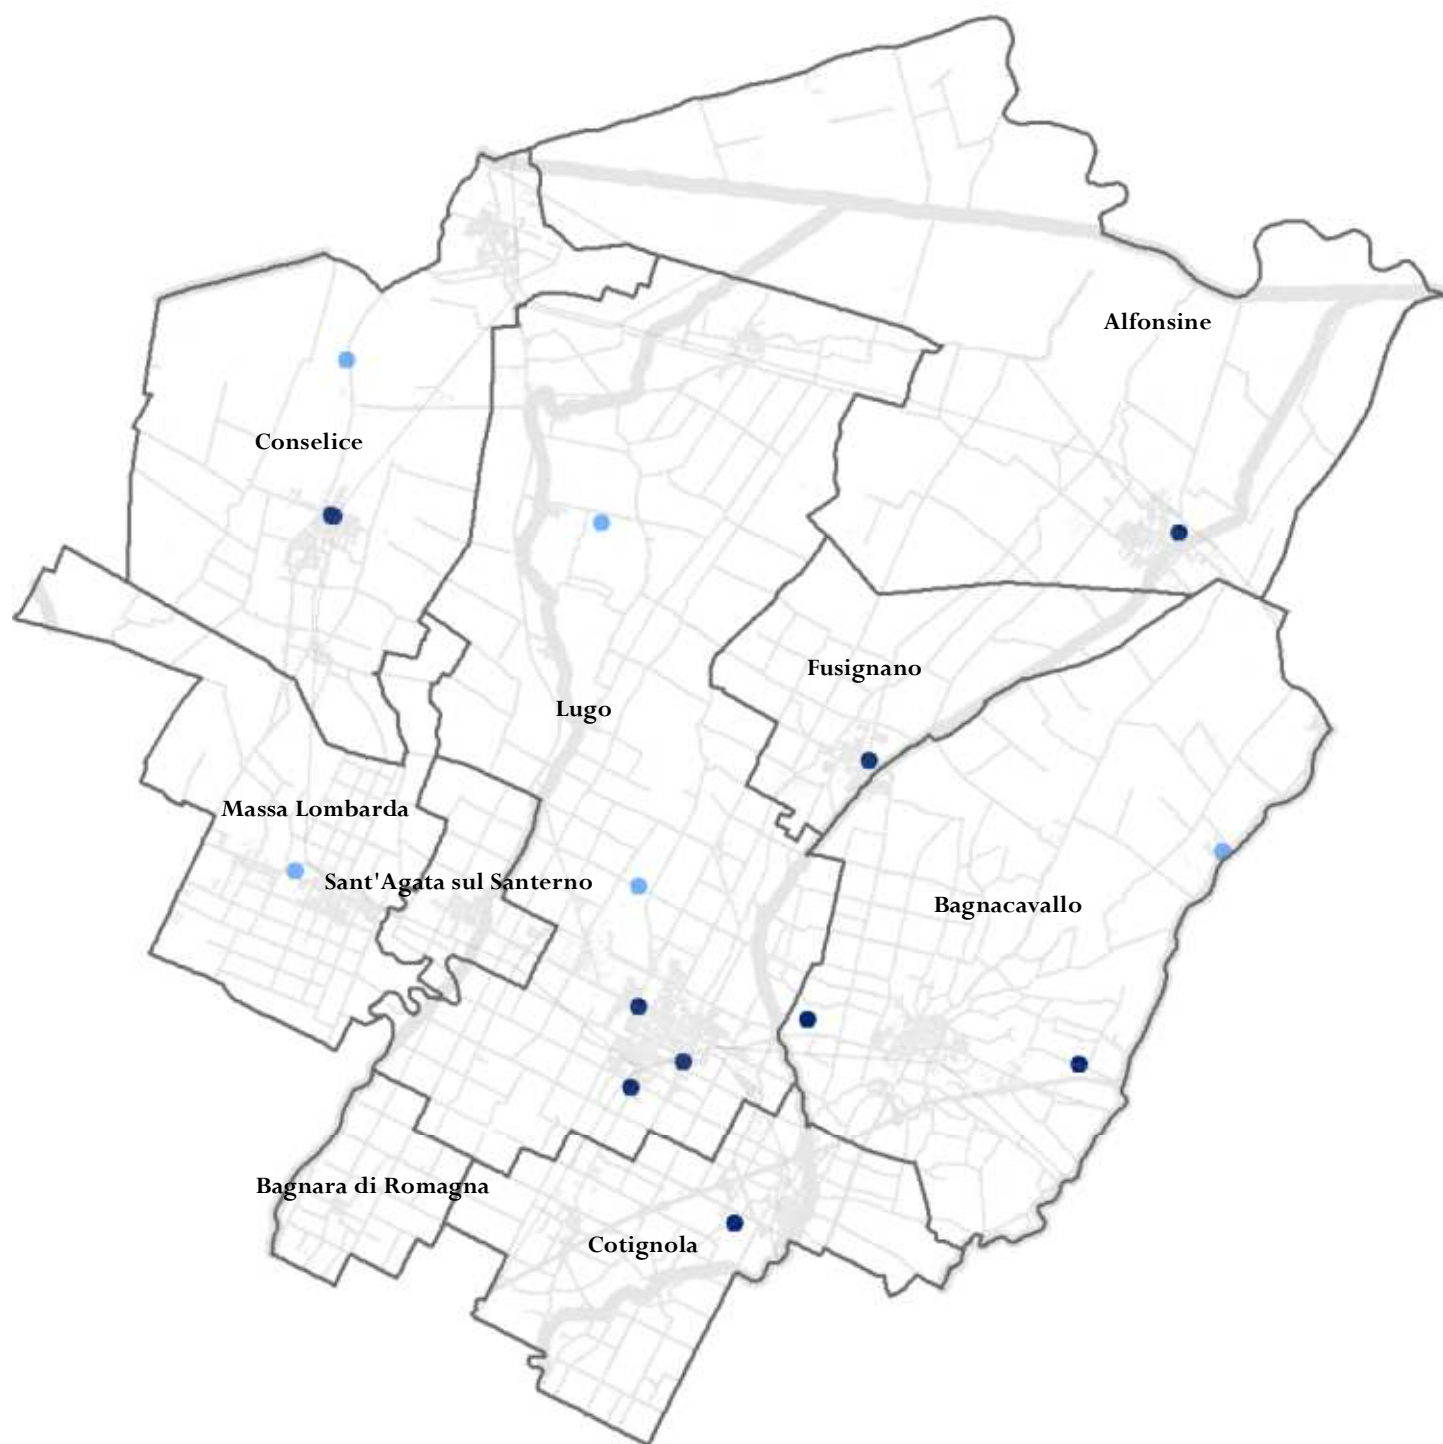 Alfonsine
Conselice
Fusignano
Lugo
Massa Lombarda
Sant'Agata sul Santerno
Bagnacavallo
Bagnara di Romagna
Cotignola